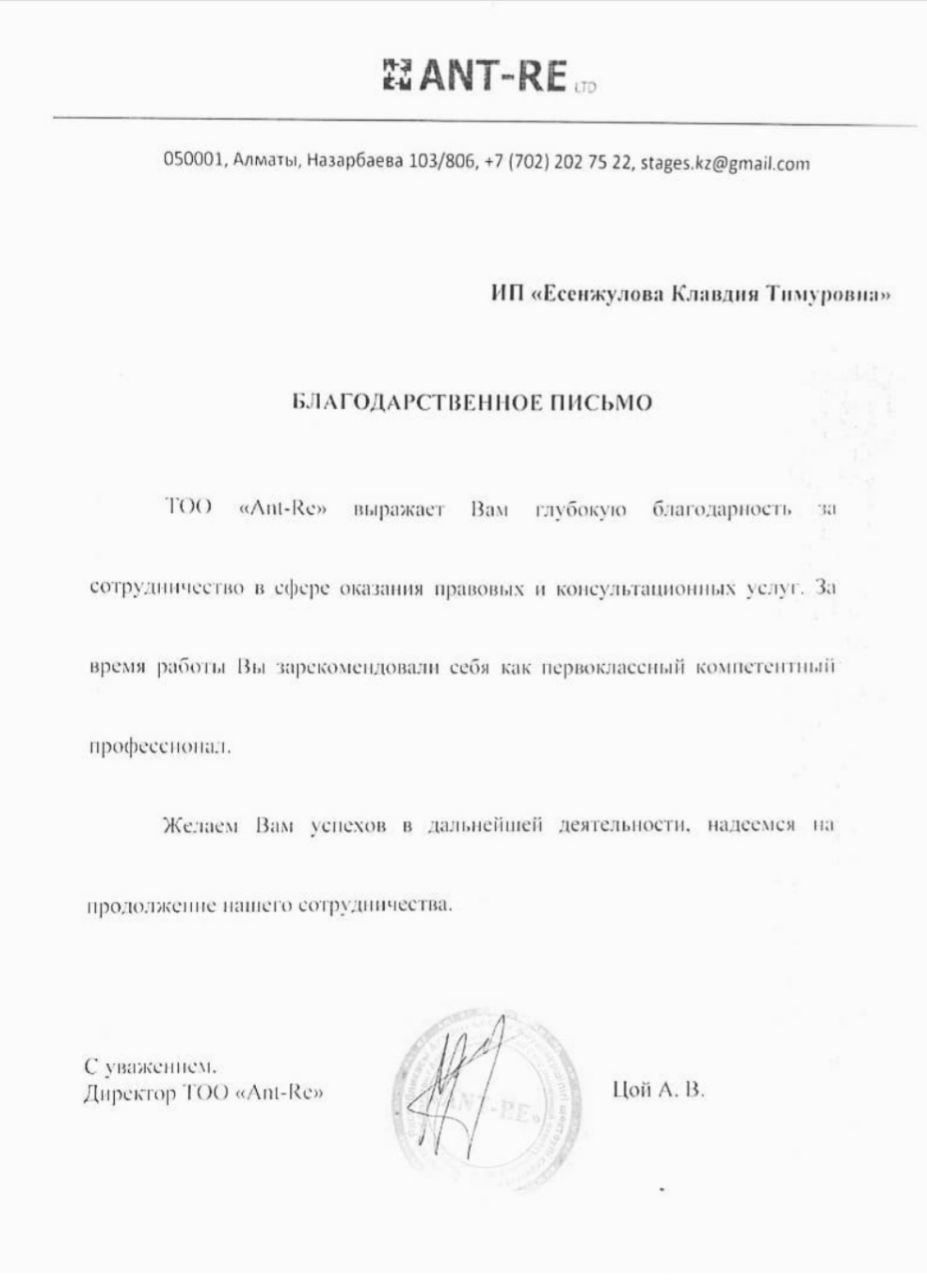 ANT-RE LTD
050001, Алматы, Назарбаева 103/806, +7 (702) 202 75 22, stages.kz@gmail.com
ИП «Есенжулова Клавдия Тимуровна»
БЛАГОДАРСТВЕННОЕ ПИСЬМО
ТОО «Ant-Re» выражает Вам глубокую благодарность за
сотрудничество в сфере оказания правовых и консультационных услуг. За
время работы Вы зарекомендовали себя как первоклассный компетентный
профессионал.
Желаем Вам успехов в дальнейшей деятельности, надеемся на
продолжение нашего сотрудничества.
С уважением.
Директор ТОО «Ant-Re»
«ANT-RE»
Цой А. В.